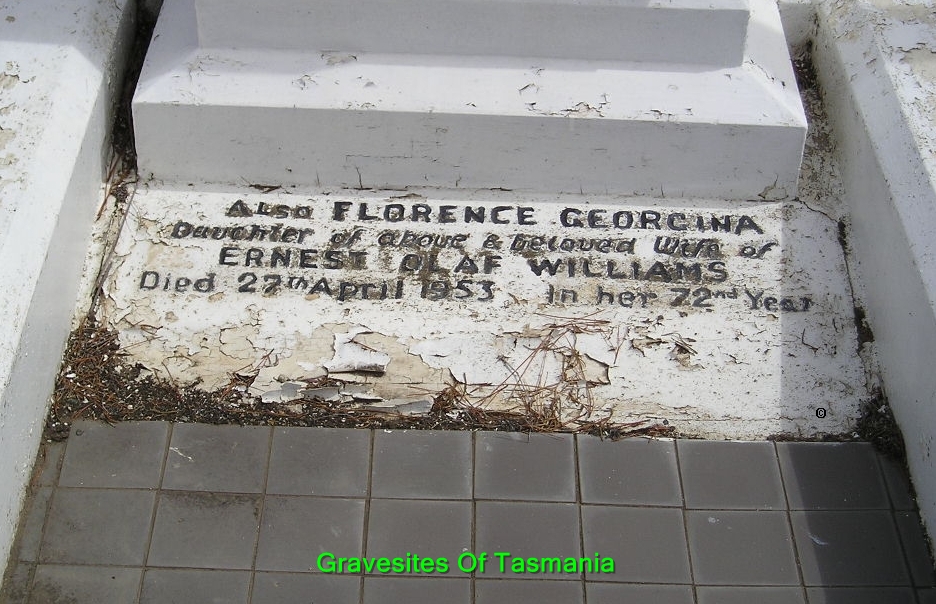 Also FLORENCE GEORGINA
Daughter of above & beloved Wife of
ERNEST OLAF WILLIAMS
Died 27th April 1953 In her 72nd Year
©
Gravesites Of Tasmania